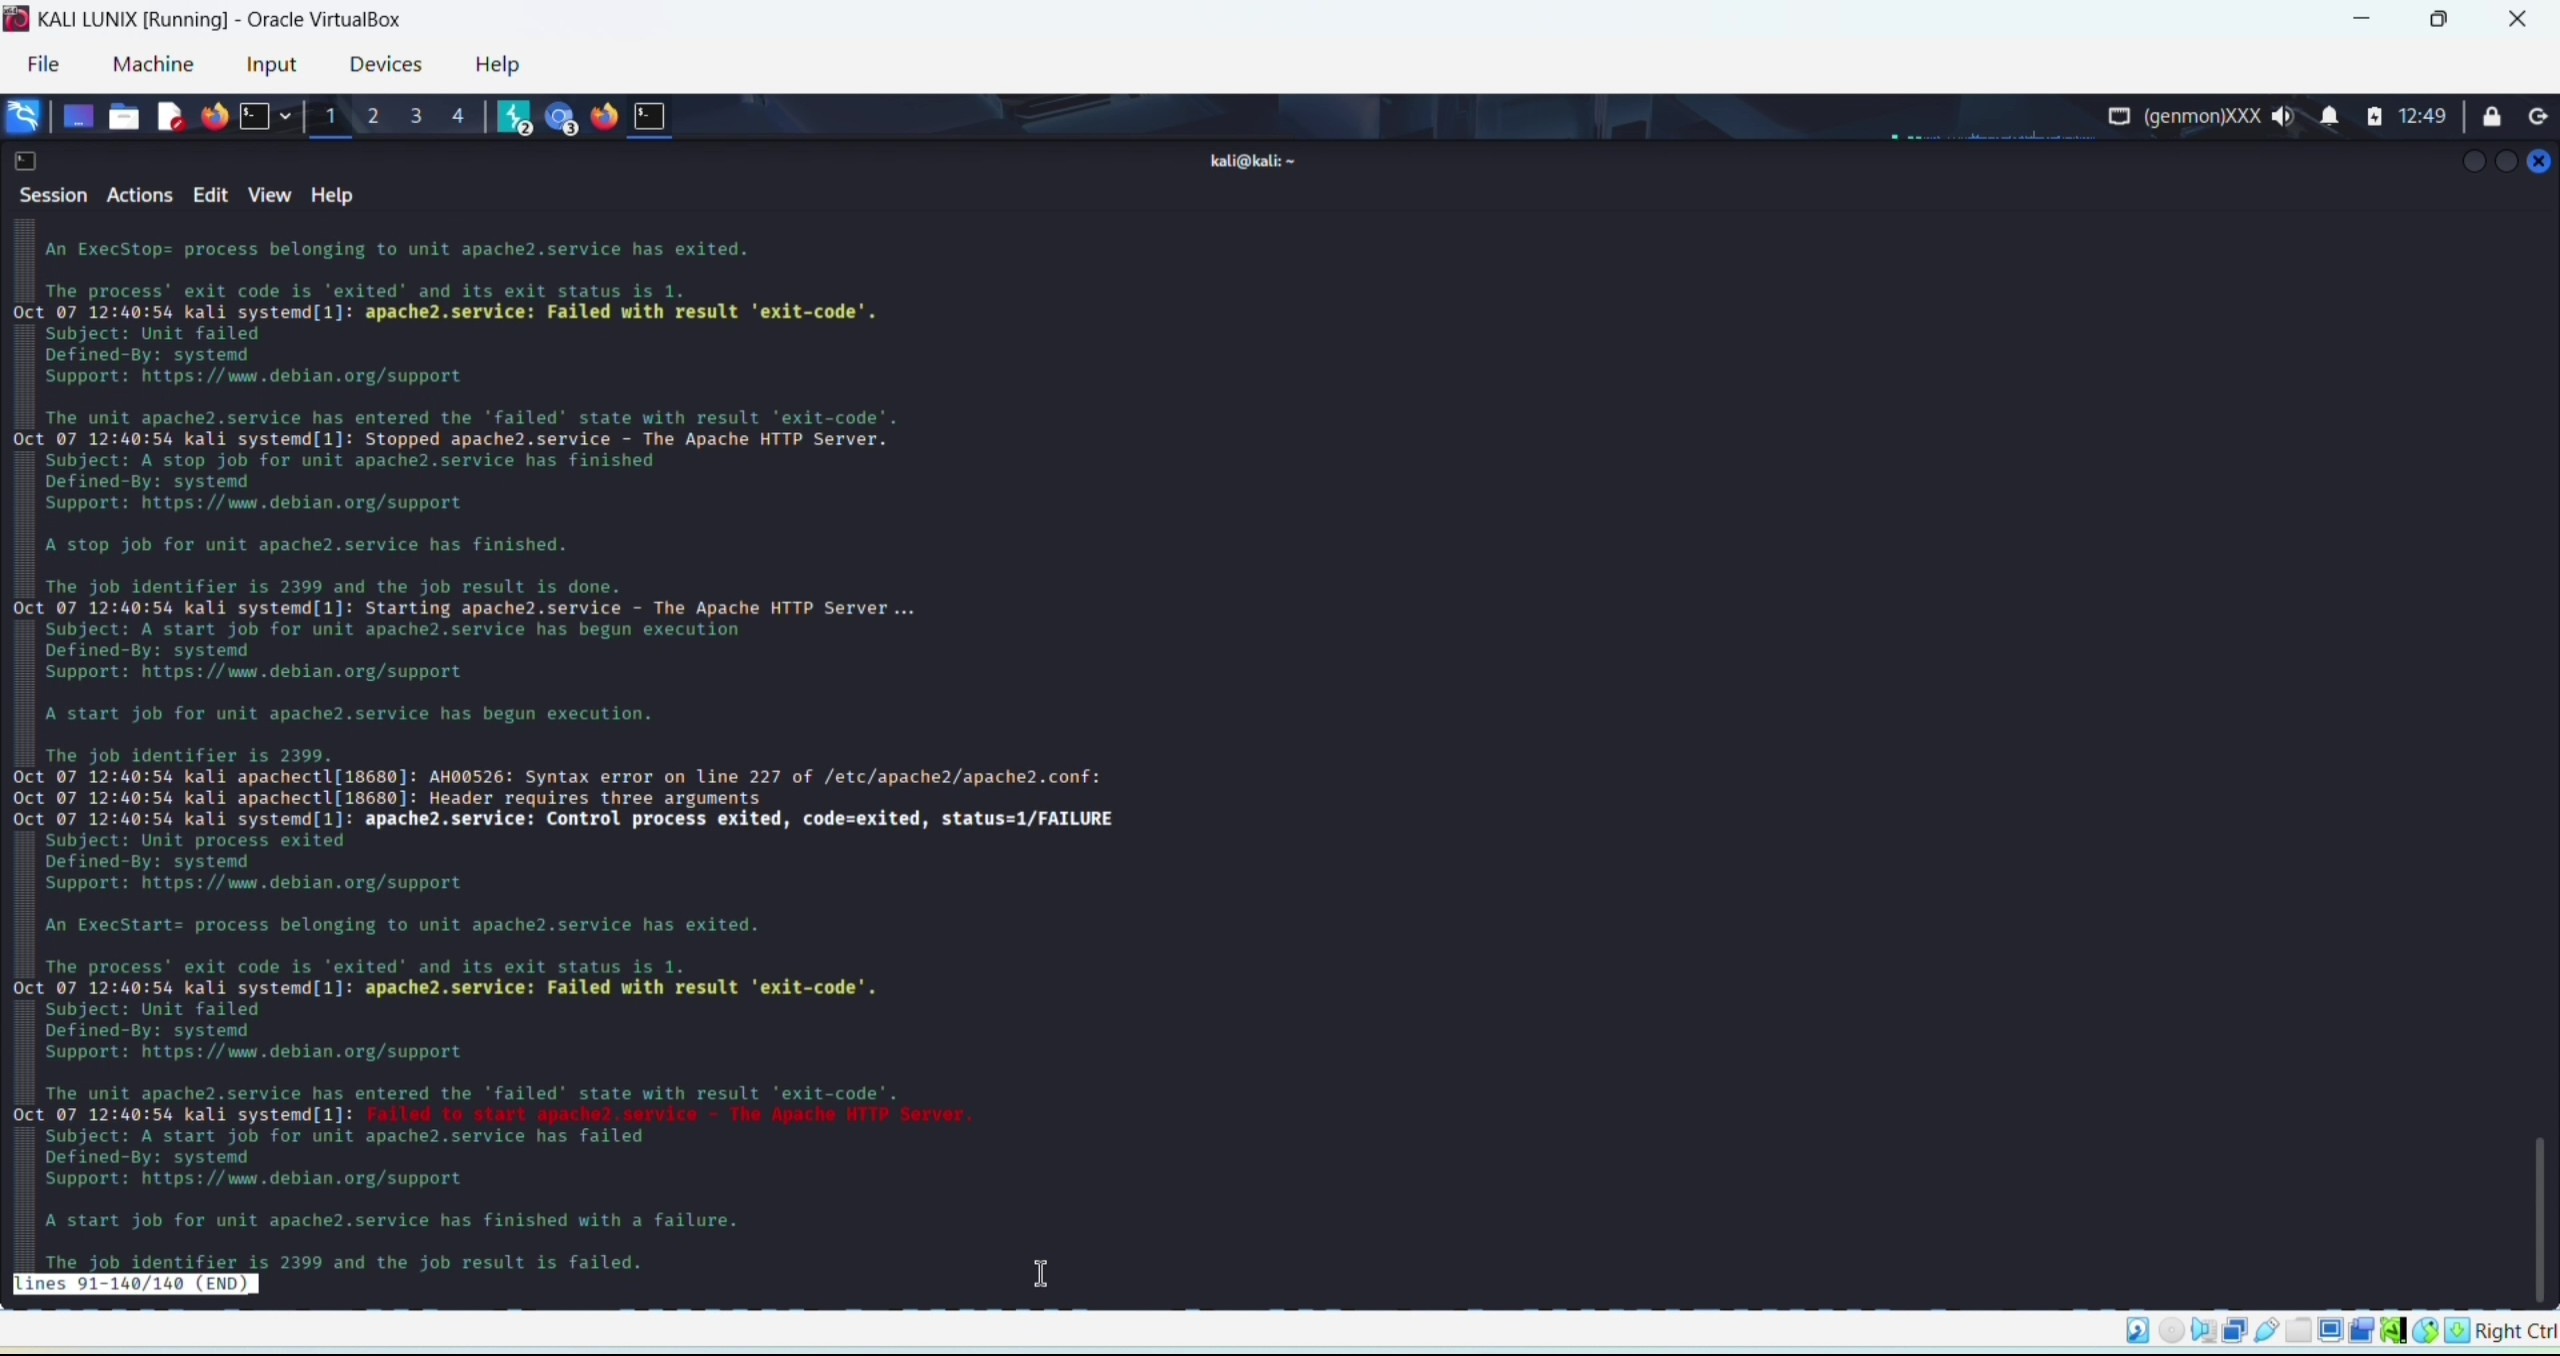 KALI LUNIX [Running] - Oracle VirtualBox
File Machine Input Devices Help
1 2 3 4 2 3 (genmon)XXX 12:49
kali@kali: ~
Session Actions Edit View Help
An ExecStop= process belonging to unit apache2.service has exited.
The process' exit code is 'exited' and its exit status is 1.
Oct 07 12:40:54 kali systemd[1]: apache2.service: Failed with result 'exit-code'.
Subject: Unit failed
Defined-By: systemd
Support: https://www.debian.org/support
The unit apache2.service has entered the 'failed' state with result 'exit-code'.
Oct 07 12:40:54 kali systemd[1]: Stopped apache2.service - The Apache HTTP Server.
Subject: A stop job for unit apache2.service has finished
Defined-By: systemd
Support: https://www.debian.org/support
A stop job for unit apache2.service has finished.
The job identifier is 2399 and the job result is done.
Oct 07 12:40:54 kali systemd[1]: Starting apache2.service - The Apache HTTP Server...
Subject: A start job for unit apache2.service has begun execution
Defined-By: systemd
Support: https://www.debian.org/support
A start job for unit apache2.service has begun execution.
The job identifier is 2399.
Oct 07 12:40:54 kali apachectl[18680]: AH00526: Syntax error on line 227 of /etc/apache2/apache2.conf:
Oct 07 12:40:54 kali apachectl[18680]: Header requires three arguments
Oct 07 12:40:54 kali systemd[1]: apache2.service: Control process exited, code=exited, status=1/FAILURE
Subject: Unit process exited
Defined-By: systemd
Support: https://www.debian.org/support
An ExecStart= process belonging to unit apache2.service has exited.
The process' exit code is 'exited' and its exit status is 1.
Oct 07 12:40:54 kali systemd[1]: apache2.service: Failed with result 'exit-code'.
Subject: Unit failed
Defined-By: systemd
Support: https://www.debian.org/support
The unit apache2.service has entered the 'failed' state with result 'exit-code'.
Oct 07 12:40:54 kali systemd[1]: Failed to start apache2.service - The Apache HTTP Server.
Subject: A start job for unit apache2.service has failed
Defined-By: systemd
Support: https://www.debian.org/support
A start job for unit apache2.service has finished with a failure.
The job identifier is 2399 and the job result is failed.
lines 91-140/140 (END)
Right Ctrl